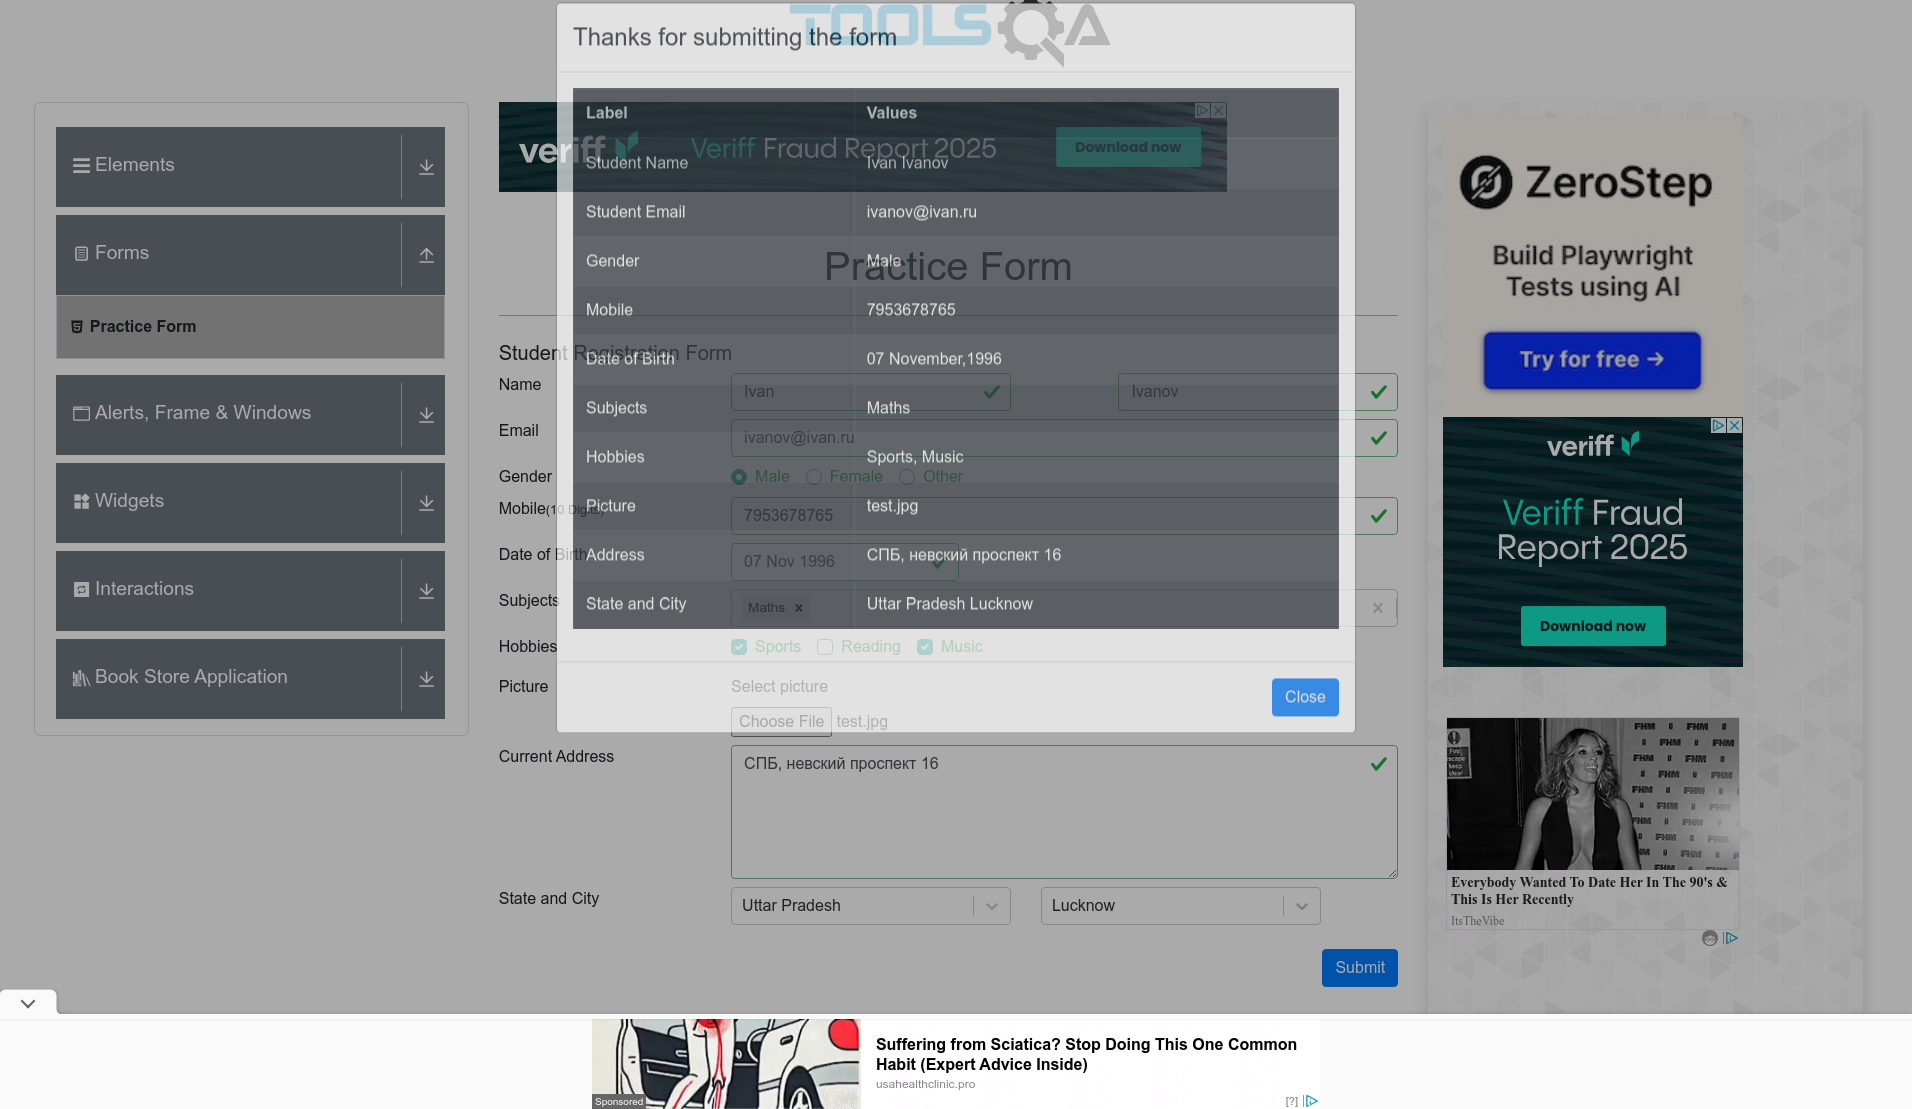 TOOLSQA
Thanks for submitting the form
Label Values
Student Name Ivan Ivanov
Student Email ivanov@ivan.ru
Gender Male
Mobile 7953678765
Date of Birth 07 November,1996
Subjects Maths
Hobbies Sports, Music
Picture test.jpg
Address СПБ, невский проспект 16
State and City Uttar Pradesh Lucknow
Close
Elements
Forms
Practice Form
Alerts, Frame & Windows
Widgets
Interactions
Book Store Application
veriff
Veriff Fraud Report 2025
Download now
Practice Form
Student Registration Form
Name Ivan Ivanov
Email ivanov@ivan.ru
Gender Male Female Other
Mobile(10 Digits) 7953678765
Date of Birth 07 Nov 1996
Subjects Maths
Hobbies Sports Reading Music
Picture Select picture
Choose File test.jpg
Current Address СПБ, невский проспект 16
State and City Uttar Pradesh Lucknow
Submit
ZeroStep
Build Playwright
Tests using AI
Try for free →
veriff
Veriff Fraud
Report 2025
Download now
FHM FHM FHM
Everybody Wanted To Date Her In The 90's &
This Is Her Recently
ItsTheVibe
Suffering from Sciatica? Stop Doing This One Common
Habit (Expert Advice Inside)
usahealthclinic.pro
Sponsored
[?]